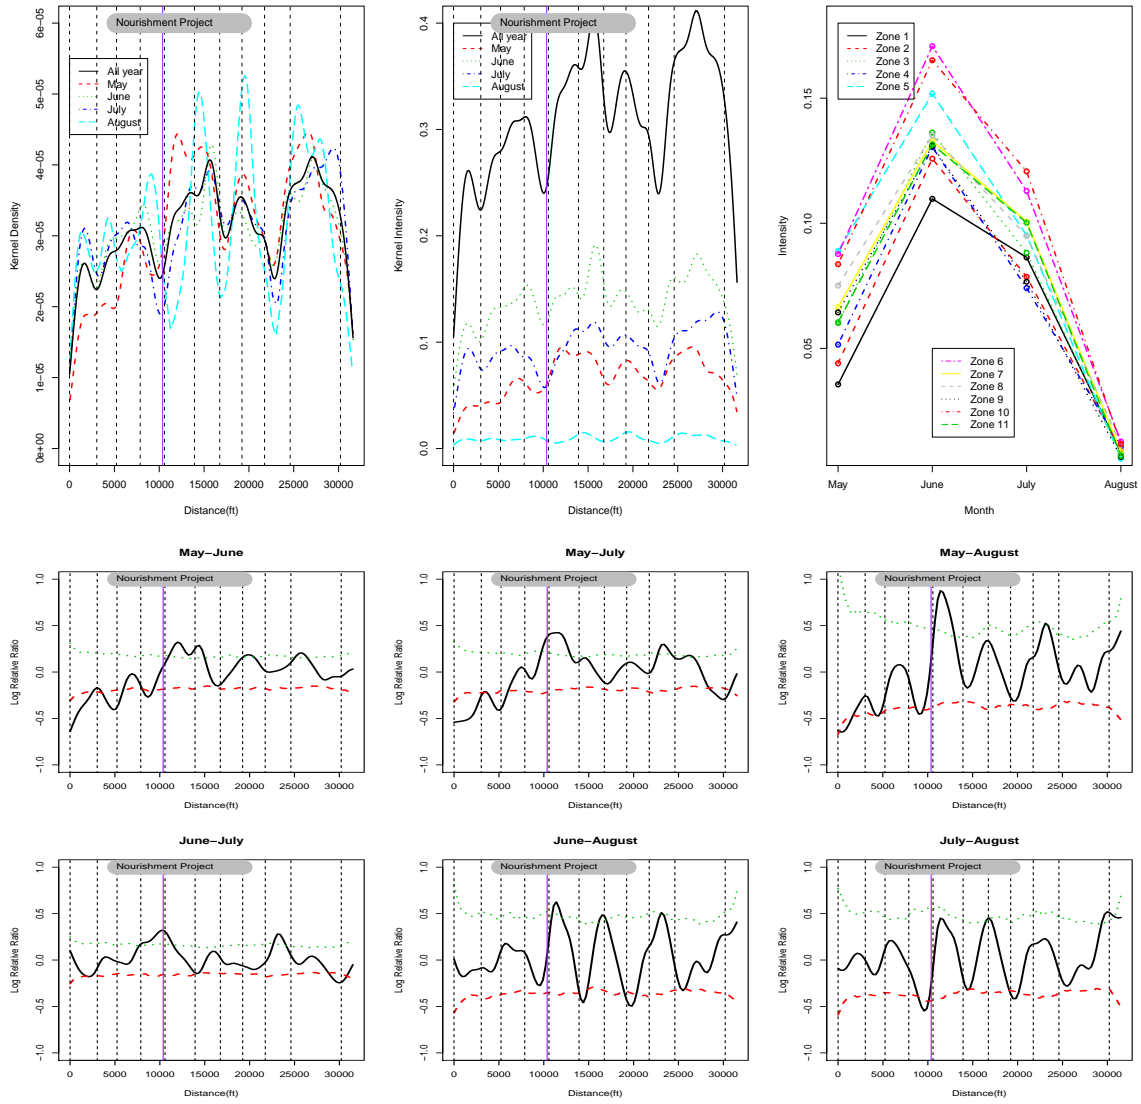 Nourishment Project
All year
May
June
July
August
0e+00 1e−05 2e−05 3e−05 4e−05 5e−05 6e−05
Kernel Density
0 5000 10000 15000 20000 25000 30000
Distance(ft)
Nourishment Project
All year
May
June
July
August
0.0 0.1 0.2 0.3 0.4
Kernel Intensity
0 5000 10000 15000 20000 25000 30000
Distance(ft)
Zone 1
Zone 2
Zone 3
Zone 4
Zone 5
Zone 6
Zone 7
Zone 8
Zone 9
Zone 10
Zone 11
0.05 0.10 0.15
Intensity
May June July August
Month
May−June
Nourishment Project
−1.0 −0.5 0.0 0.5 1.0
Log Relative Ratio
0 5000 10000 15000 20000 25000 30000
Distance(ft)
May−July
Nourishment Project
−1.0 −0.5 0.0 0.5 1.0
Log Relative Ratio
0 5000 10000 15000 20000 25000 30000
Distance(ft)
May−August
Nourishment Project
−1.0 −0.5 0.0 0.5 1.0
Log Relative Ratio
0 5000 10000 15000 20000 25000 30000
Distance(ft)
June−July
Nourishment Project
−1.0 −0.5 0.0 0.5 1.0
Log Relative Ratio
0 5000 10000 15000 20000 25000 30000
Distance(ft)
June−August
Nourishment Project
−1.0 −0.5 0.0 0.5 1.0
Log Relative Ratio
0 5000 10000 15000 20000 25000 30000
Distance(ft)
July−August
Nourishment Project
−1.0 −0.5 0.0 0.5 1.0
Log Relative Ratio
0 5000 10000 15000 20000 25000 30000
Distance(ft)